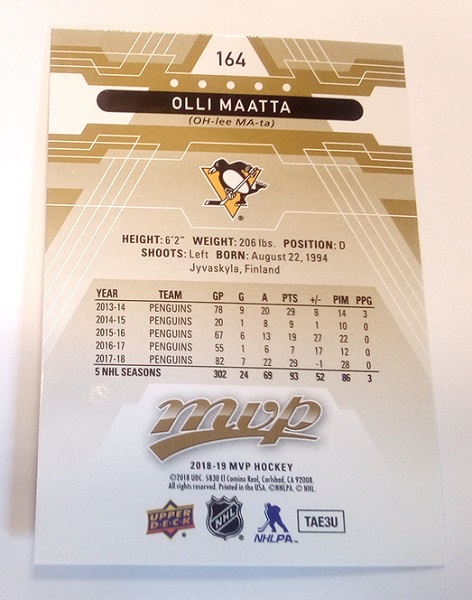 164
OLLI MAATTA
(OH-lee MA-ta)
HEIGHT: 6'2" WEIGHT: 206 lbs. POSITION: D
SHOOTS: Left BORN: August 22, 1994
Jyvaskyla, Finland
YEAR TEAM GP G A PTS +/- PIM PPG
2013-14 PENGUINS 78 9 20 29 8 14 3
2014-15 PENGUINS 20 1 8 9 1 10 0
2015-16 PENGUINS 67 6 13 19 27 22 0
2016-17 PENGUINS 55 1 6 7 17 12 0
2017-18 PENGUINS 82 7 22 29 -1 28 0
5 NHL SEASONS 302 24 69 93 52 86 3
mvp
2018-19 MVP HOCKEY
©2018 UDC. 5830 El Camino Real, Carlsbad, CA 92008.
All rights reserved. Printed in the USA. ©NHLPA. © NHL.
UPPER DECK NHL NHLPA TAE3U